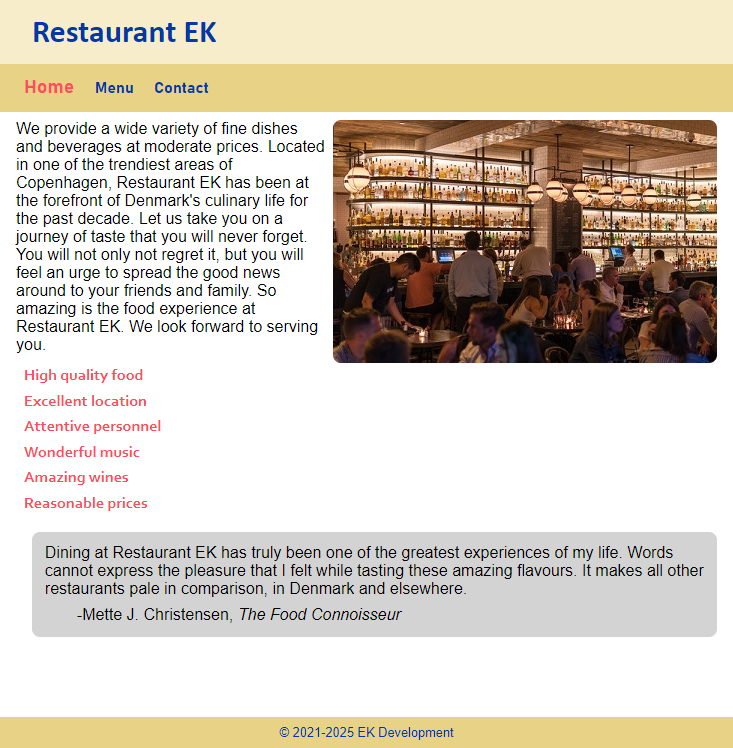 Restaurant EK
Home Menu Contact
We provide a wide variety of fine dishes
and beverages at moderate prices. Located
in one of the trendiest areas of
Copenhagen, Restaurant EK has been at
the forefront of Denmark's culinary life for
the past decade. Let us take you on a
journey of taste that you will never forget.
You will not only not regret it, but you will
feel an urge to spread the good news
around to your friends and family. So
amazing is the food experience at
Restaurant EK. We look forward to serving
you.
High quality food
Excellent location
Attentive personnel
Wonderful music
Amazing wines
Reasonable prices
Dining at Restaurant EK has truly been one of the greatest experiences of my life. Words
cannot express the pleasure that I felt while tasting these amazing flavours. It makes all other
restaurants pale in comparison, in Denmark and elsewhere.
-Mette J. Christensen, The Food Connoisseur
© 2021-2025 EK Development